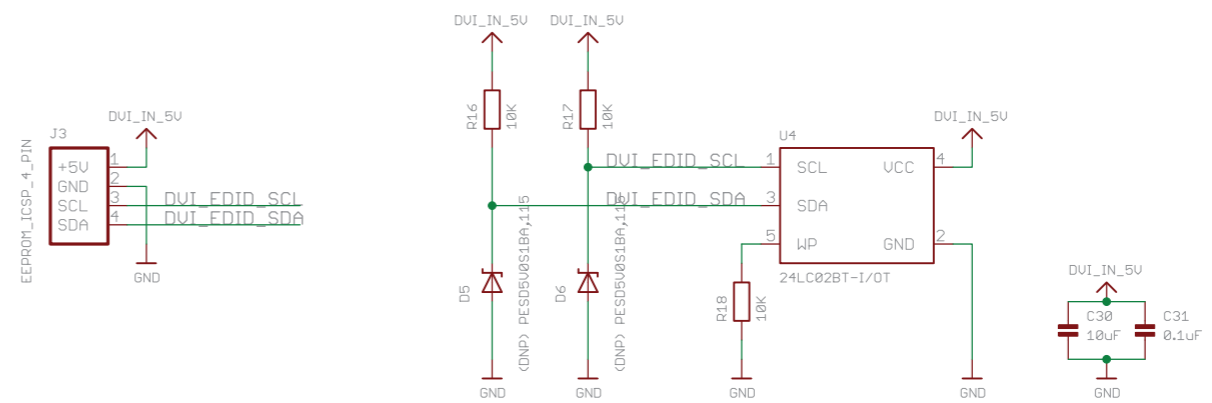 DVI_IN_5V
J3
EEPROM_ICSP_4_PIN
+5V 1
GND 2
SCL 3 DVI_EDID_SCL
SDA 4 DVI_EDID_SDA
GND
DVI_IN_5V DVI_IN_5V
R16 10K
R17 10K
DVI_EDID_SCL
DVI_EDID_SDA
D5
(DNP) PESD5V0S1BA,115
D6
(DNP) PESD5V0S1BA,115
GND GND
U4
DVI_IN_5V
1 SCL VCC 4
3 SDA
5 WP GND 2
24LC02BT-I/OT
R18 10K
GND
GND
DVI_IN_5V
C30 C31
10uF 0.1uF
GND